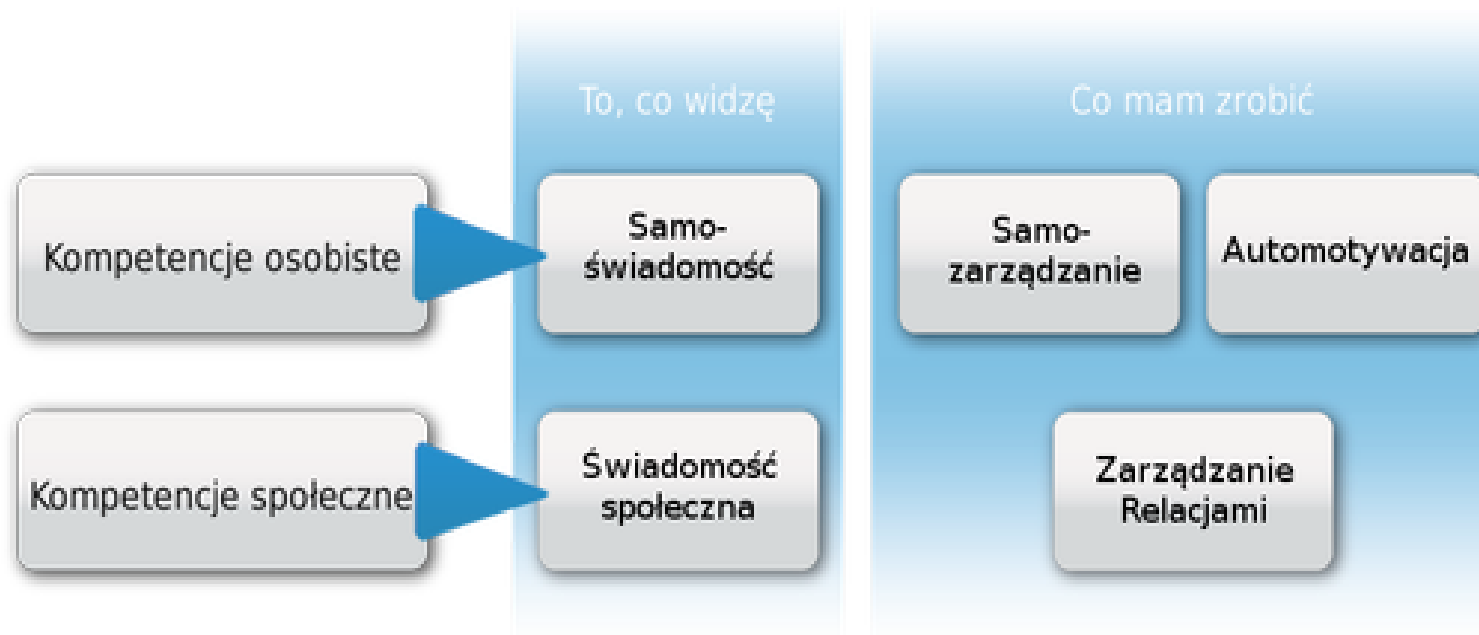 To, co widzę
Co mam zrobić
Kompetencje osobiste
Samo-
świadomość
Samo-
zarządzanie
Automotywacja
Kompetencje społeczne
Świadomość
społeczna
Zarządzanie
Relacjami